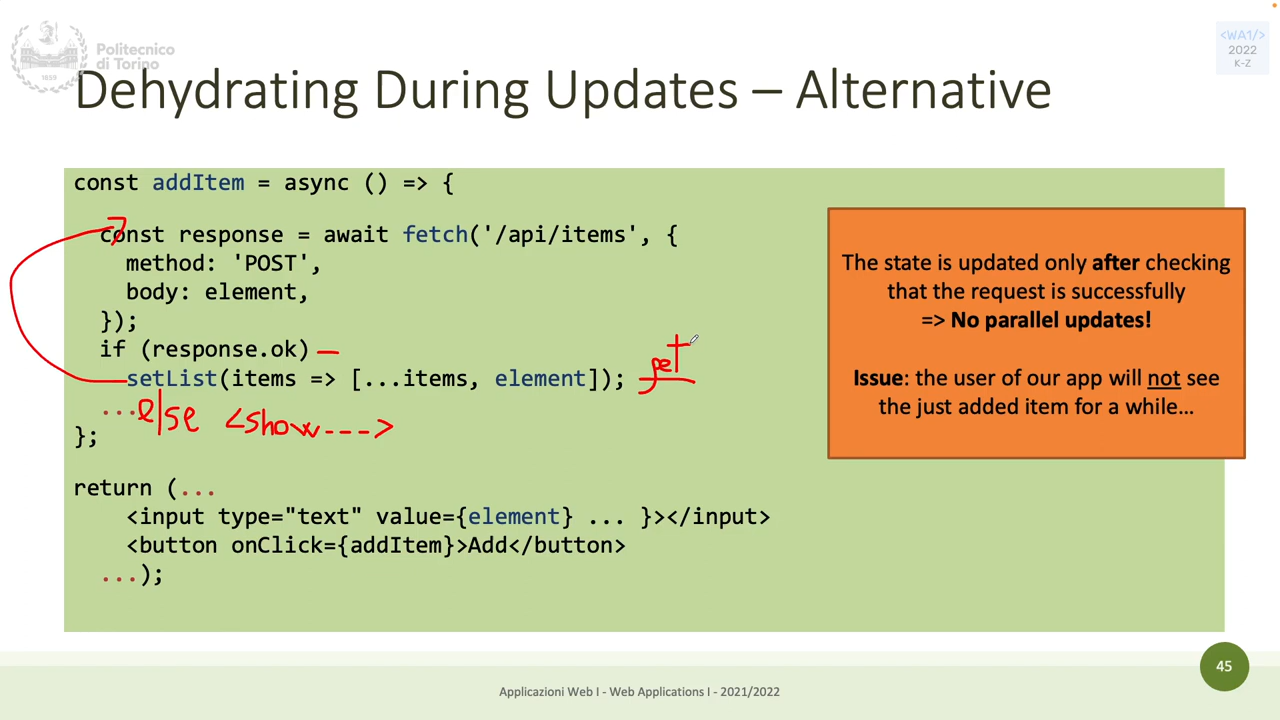 Politecnico
di Torino
1859
<WA1/>
2022
K-Z
Dehydrating During Updates – Alternative
const addItem = async () => {
const response = await fetch('/api/items', {
method: 'POST',
body: element,
});
if (response.ok)
setList(items => [...items, element]);
get
... else <show--->
};
return (...
<input type="text" value={element} ... }></input>
<button onClick={addItem}>Add</button>
...);
The state is updated only after checking
that the request is successfully
=> No parallel updates!
Issue: the user of our app will not see
the just added item for a while...
45
Applicazioni Web I - Web Applications I - 2021/2022